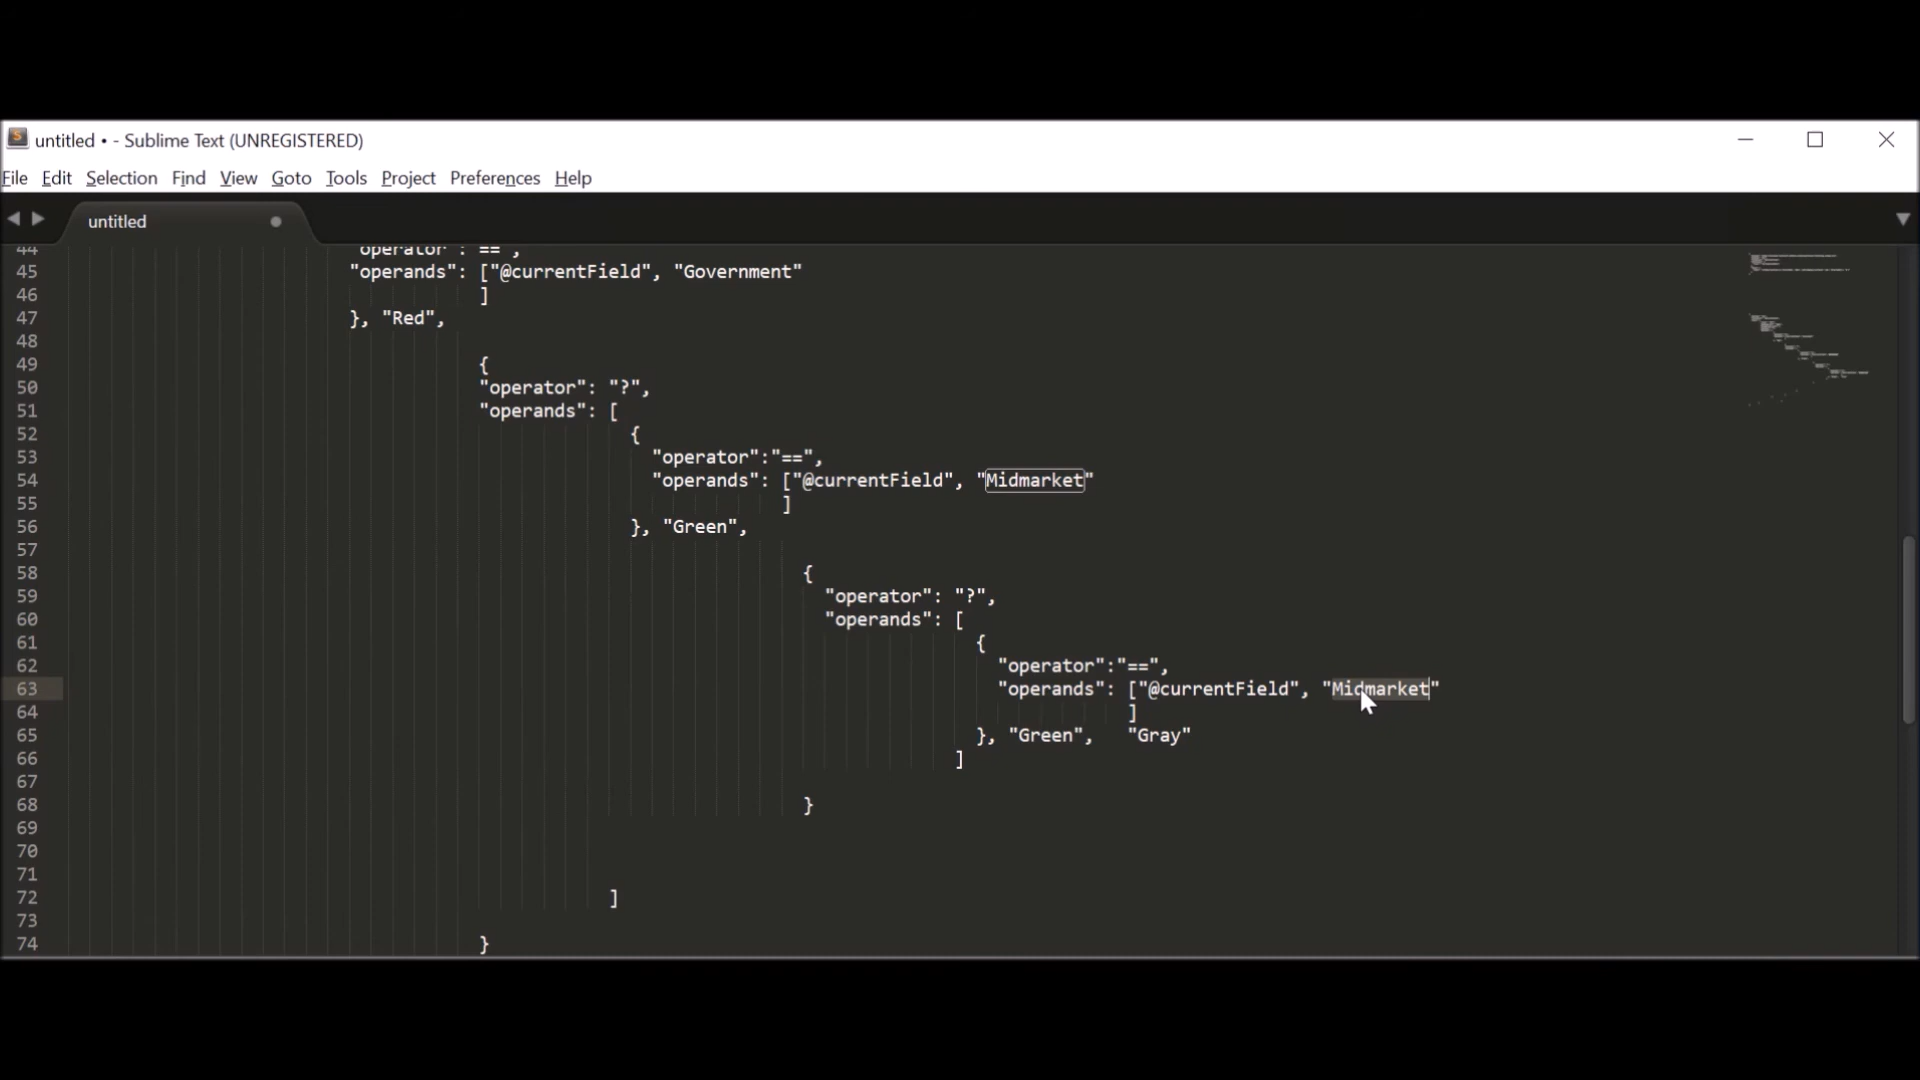 untitled • - Sublime Text (UNREGISTERED)
File Edit Selection Find View Goto Tools Project Preferences Help
untitled
44 "operator": "==",
45 "operands": ["@currentField", "Government"
46 ]
47 }, "Red",
48
49 {
50 "operator": "?",
51 "operands": [
52 {
53 "operator":"==",
54 "operands": ["@currentField", "Midmarket"
55 ]
56 }, "Green",
57
58 {
59 "operator": "?",
60 "operands": [
61 {
62 "operator":"==",
63 "operands": ["@currentField", "Midmarket"
64 ]
65 }, "Green", "Gray"
66 ]
67
68 }
69
70
71
72 ]
73
74 }